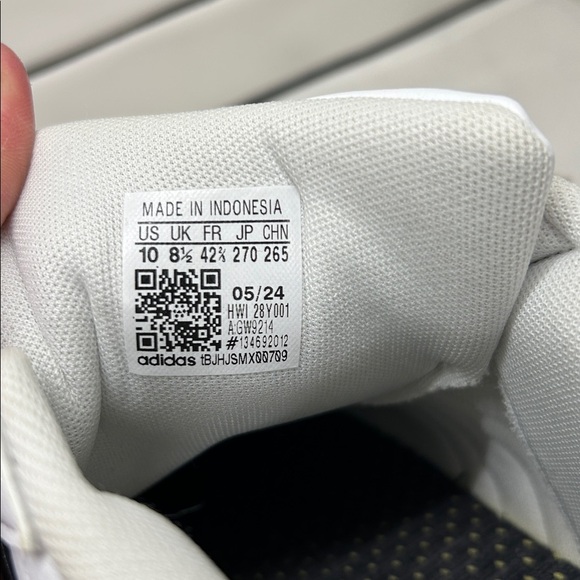 MADE IN INDONESIA
US UK FR JP CHN
10 8½ 42⅔ 270 265
05/24
HWI 28Y001
A:GW9214
#134692012
adidas tBJHJSMX00709